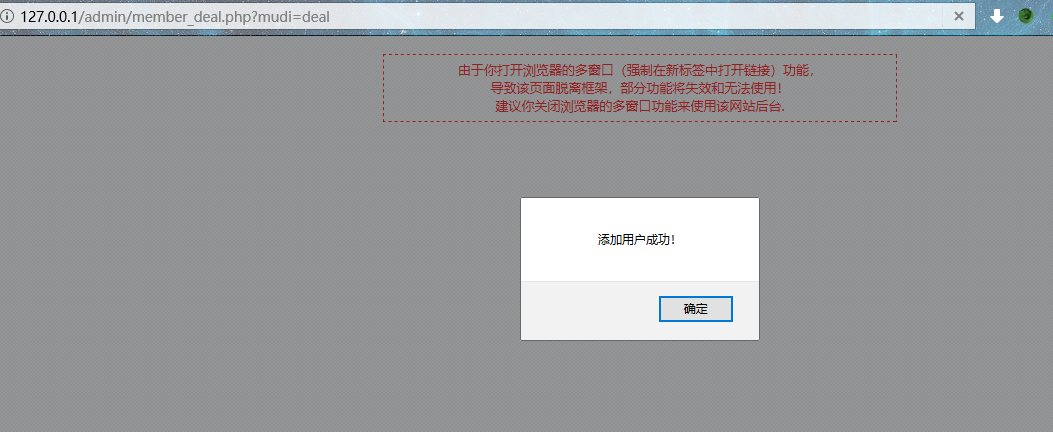 127.0.0.1/admin/member_deal.php?mudi=deal
由于你打开浏览器的多窗口（强制在新标签中打开链接）功能，
导致该页面脱离框架，部分功能将失效和无法使用！
建议你关闭浏览器的多窗口功能来使用该网站后台.
添加用户成功！
确定